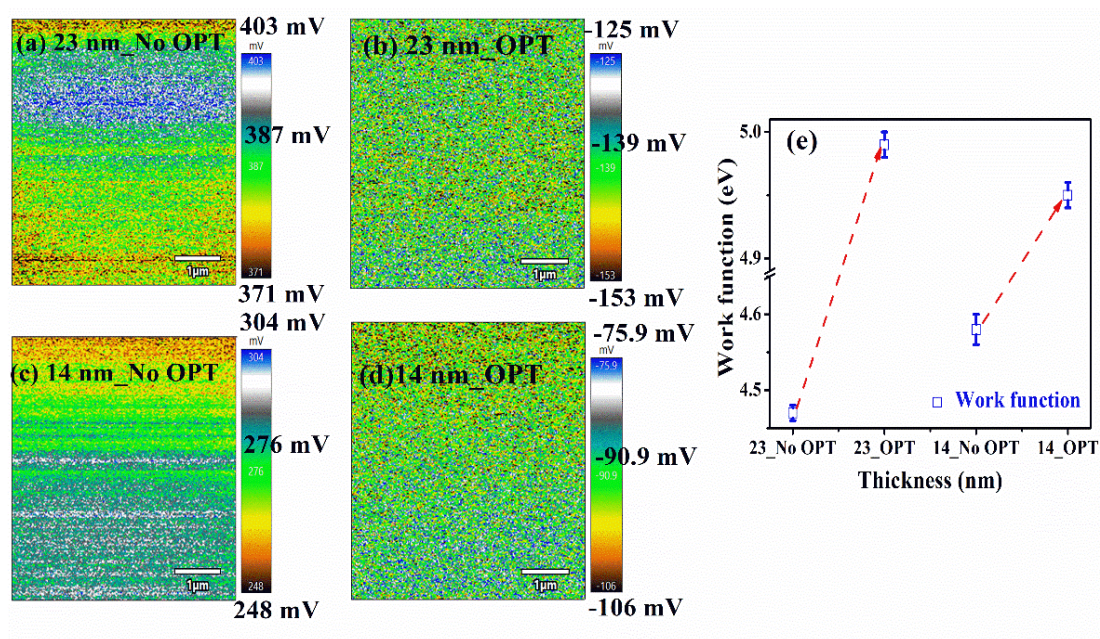 403 mV
(a) 23 nm_No OPT
mV
403
387 mV
387
1μm
371
371 mV
-125 mV
(b) 23 nm_OPT
mV
-125
-139 mV
-139
1μm
-153
-153 mV
304 mV
(c) 14 nm_No OPT
mV
304
276 mV
276
1μm
248
248 mV
-75.9 mV
(d)14 nm_OPT
mV
-75.9
-90.9 mV
-90.9
1μm
-106
-106 mV
(e)
Work function (eV)
5.0
4.9
4.6
4.5
Work function
23_No OPT 23_OPT 14_No OPT 14_OPT
Thickness (nm)